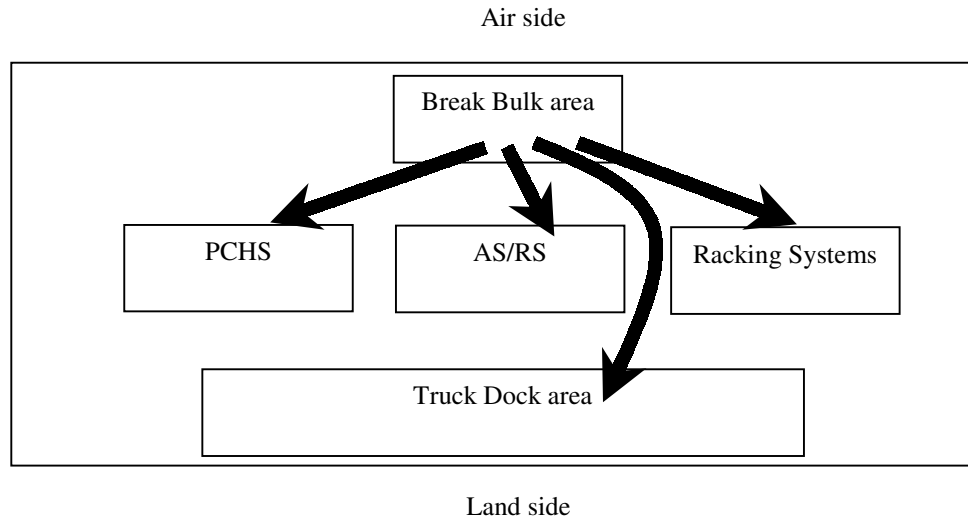 Air side
Break Bulk area
PCHS
AS/RS
Racking Systems
Truck Dock area
Land side